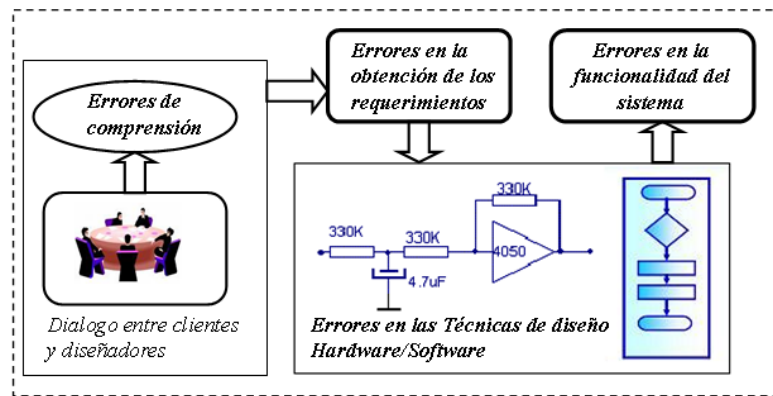 Errores de
comprensión
Dialogo entre clientes
y diseñadores
Errores en la
obtención de los
requerimientos
Errores en la
funcionalidad del
sistema
330K
330K
330K
4050
4.7uF
Errores en las Técnicas de diseño
Hardware/Software